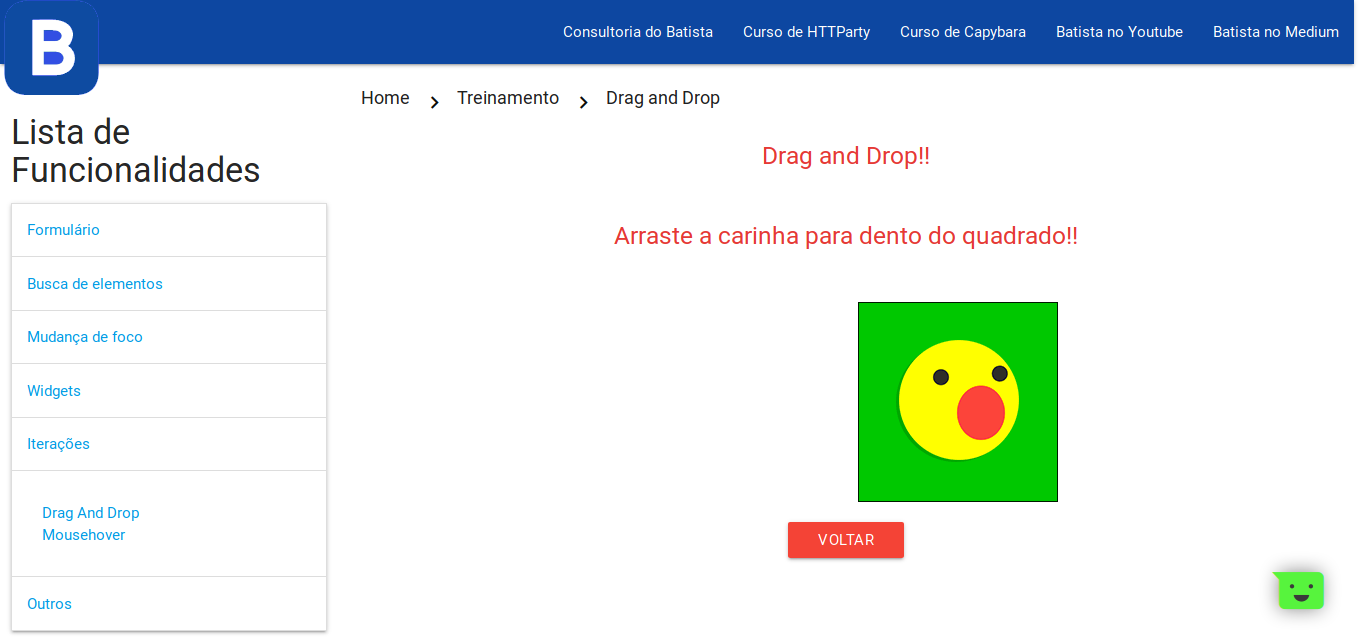 B
Consultoria do Batista Curso de HTTParty Curso de Capybara Batista no Youtube Batista no Medium
Home Treinamento Drag and Drop
Lista de
Funcionalidades
Formulário
Busca de elementos
Mudança de foco
Widgets
Iterações
Drag And Drop
Mousehover
Outros
Drag and Drop!!
Arraste a carinha para dento do quadrado!!
VOLTAR